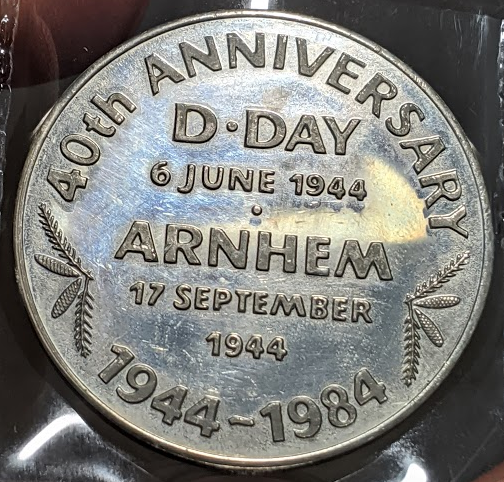 40th ANNIVERSARY
D·DAY
6 JUNE 1944
·
ARNHEM
17 SEPTEMBER
1944
1944-1984